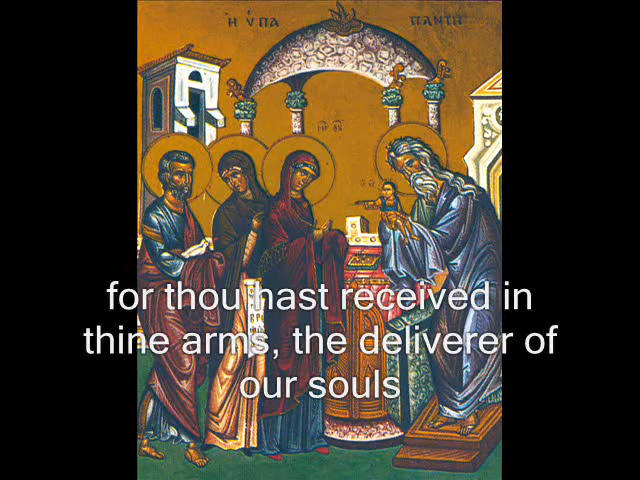 Η ΥΠΑ ΠΑΝΤΗ
for thou hast received in
thine arms, the deliverer of
our souls